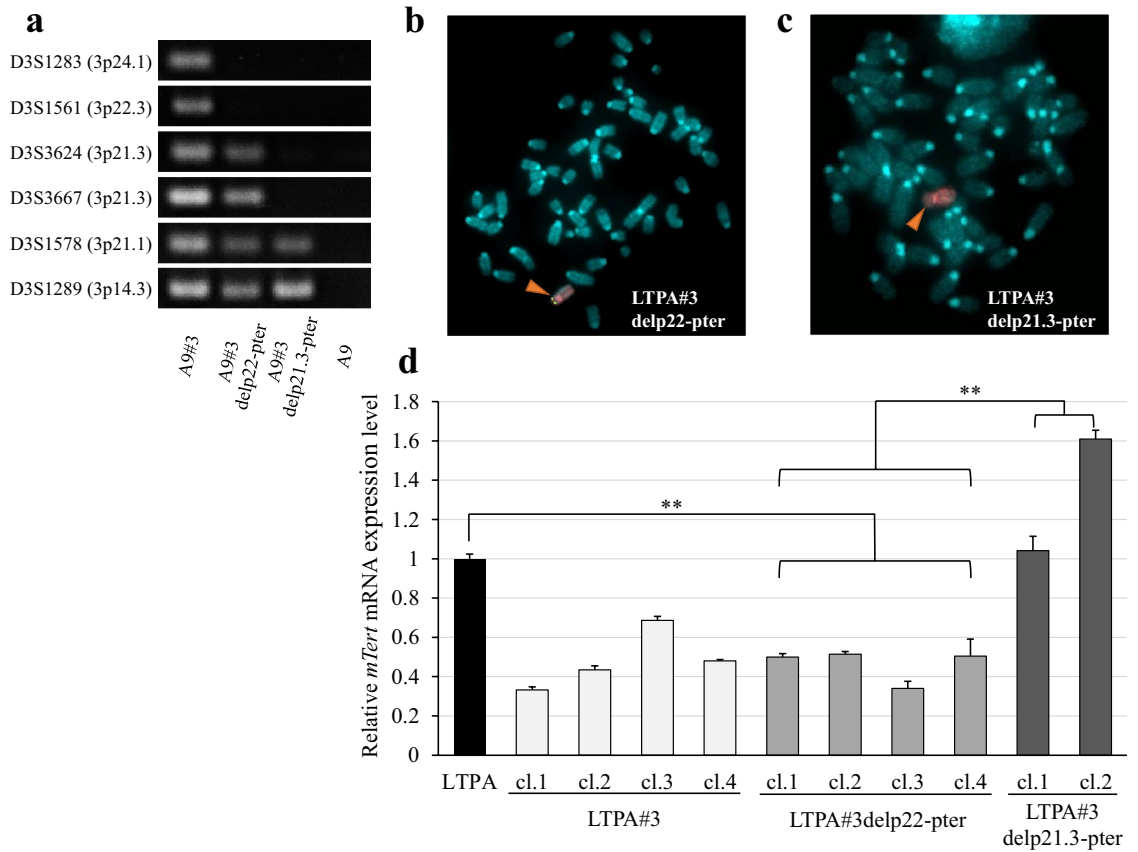 a
D3S1283 (3p24.1)
D3S1561 (3p22.3)
D3S3624 (3p21.3)
D3S3667 (3p21.3)
D3S1578 (3p21.1)
D3S1289 (3p14.3)
A9#3
A9#3
delp22-pter
A9#3
delp21.3-pter
A9
b
LTPA#3
delp22-pter
c
LTPA#3
delp21.3-pter
d
Relative mTert mRNA expression level
1.8
1.6
1.4
1.2
1
0.8
0.6
0.4
0.2
0
**
**
LTPA
cl.1
cl.2
cl.3
cl.4
cl.1
cl.2
cl.3
cl.4
cl.1
cl.2
LTPA#3
LTPA#3delp22-pter
LTPA#3
delp21.3-pter